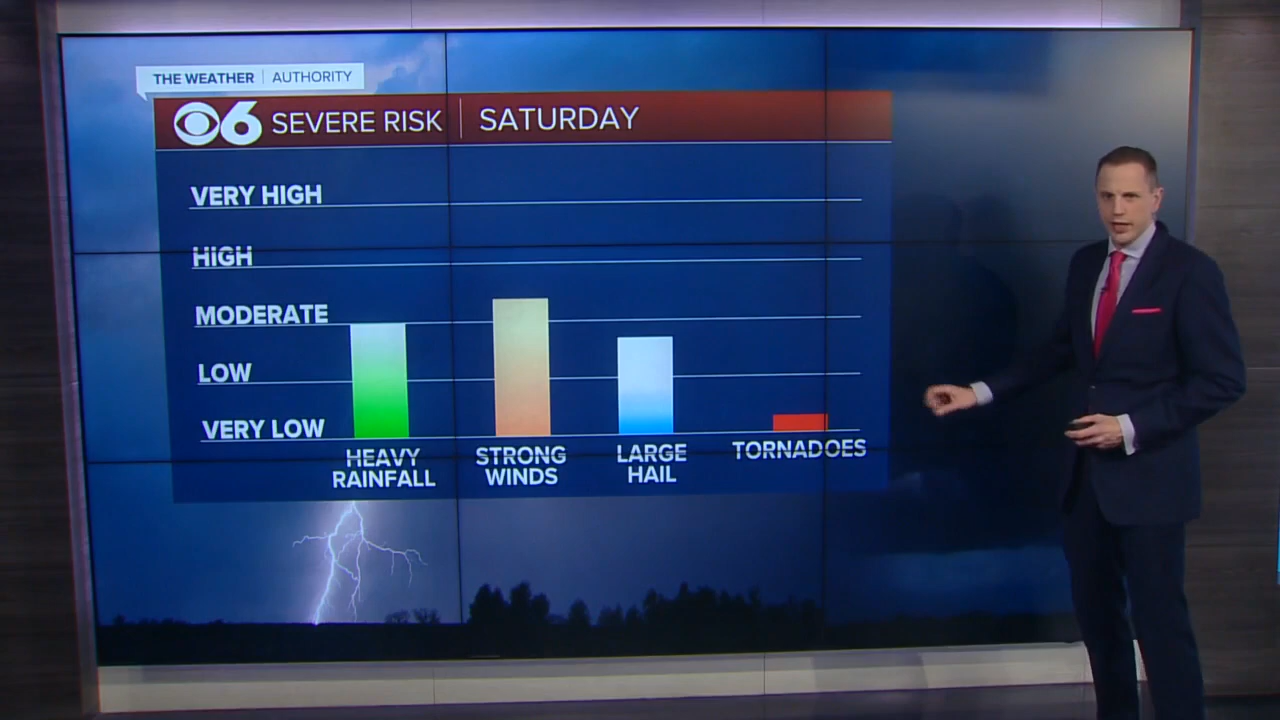 THE WEATHER | AUTHORITY
6 SEVERE RISK | SATURDAY
VERY HIGH
HIGH
MODERATE
LOW
VERY LOW
HEAVY
RAINFALL
STRONG
WINDS
LARGE
HAIL
TORNADOES